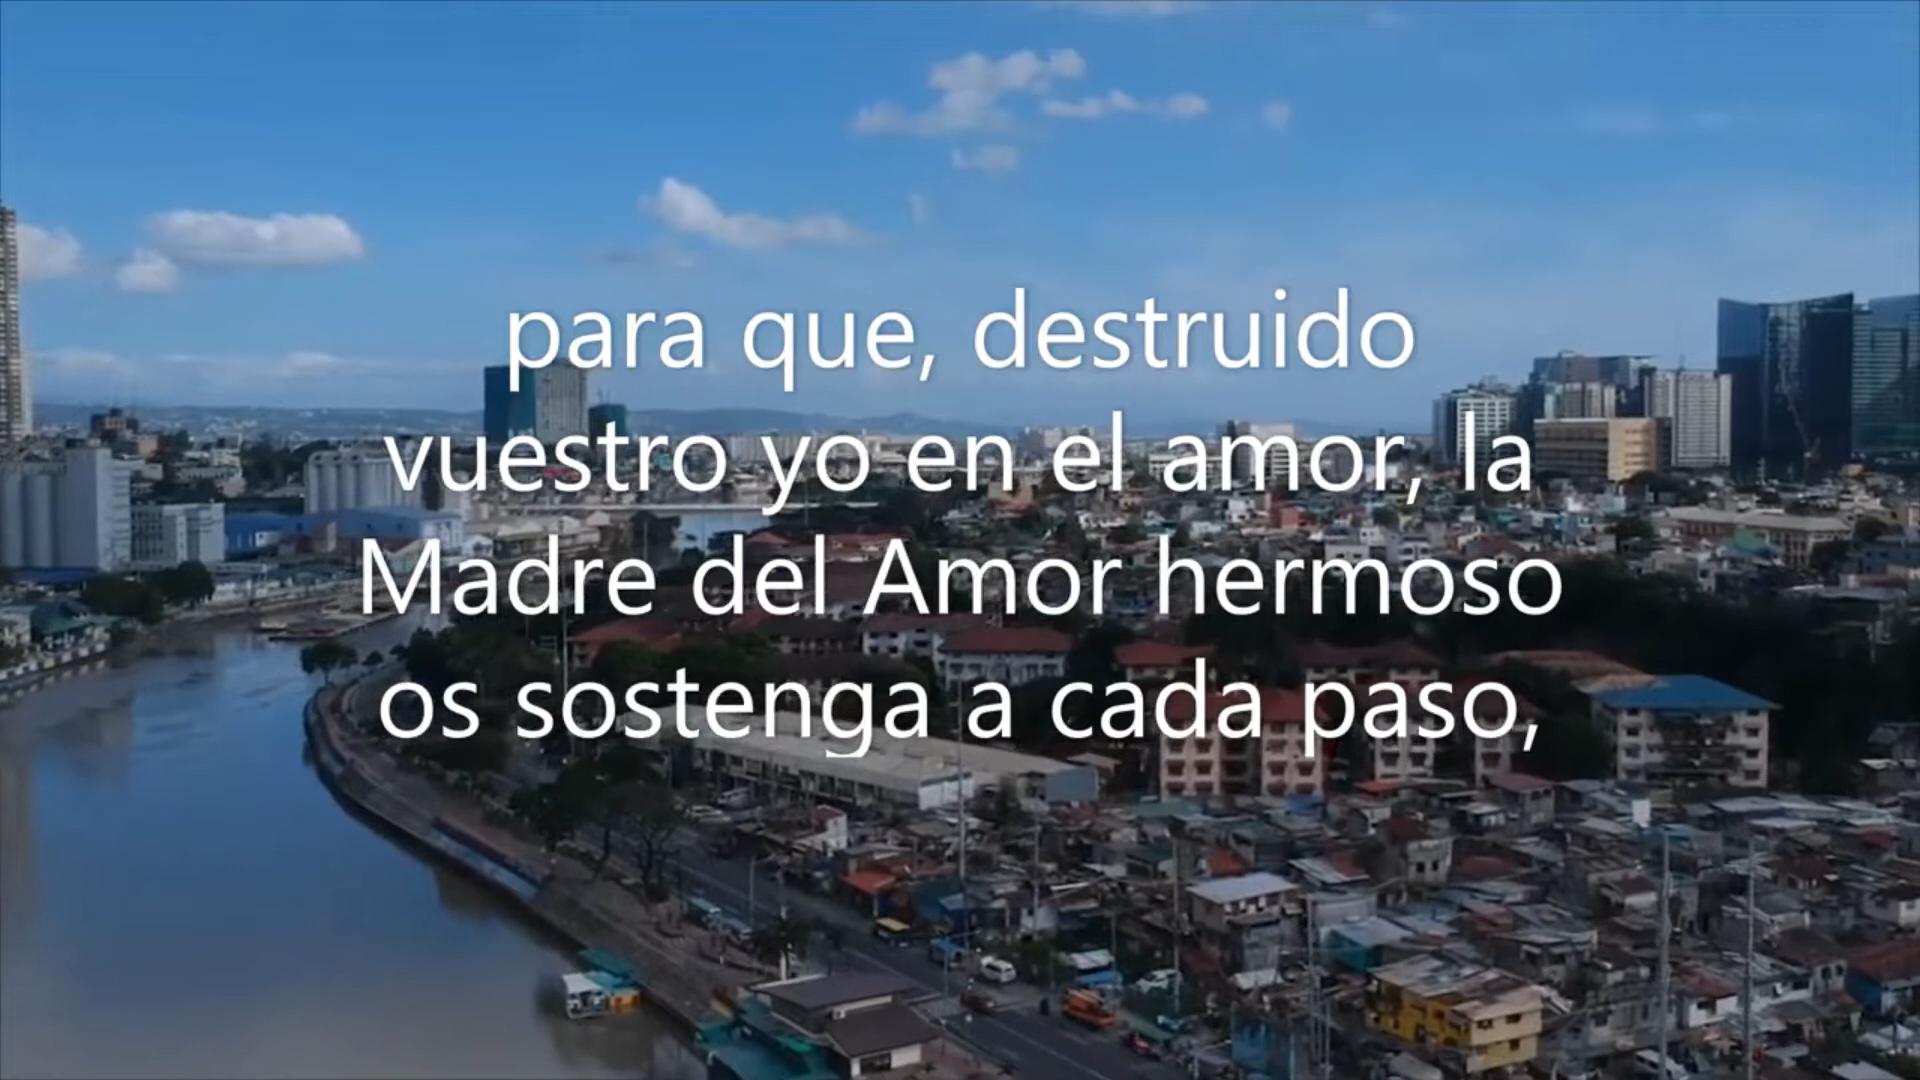 para que, destruido
vuestro yo en el amor, la
Madre del Amor hermoso
os sostenga a cada paso,